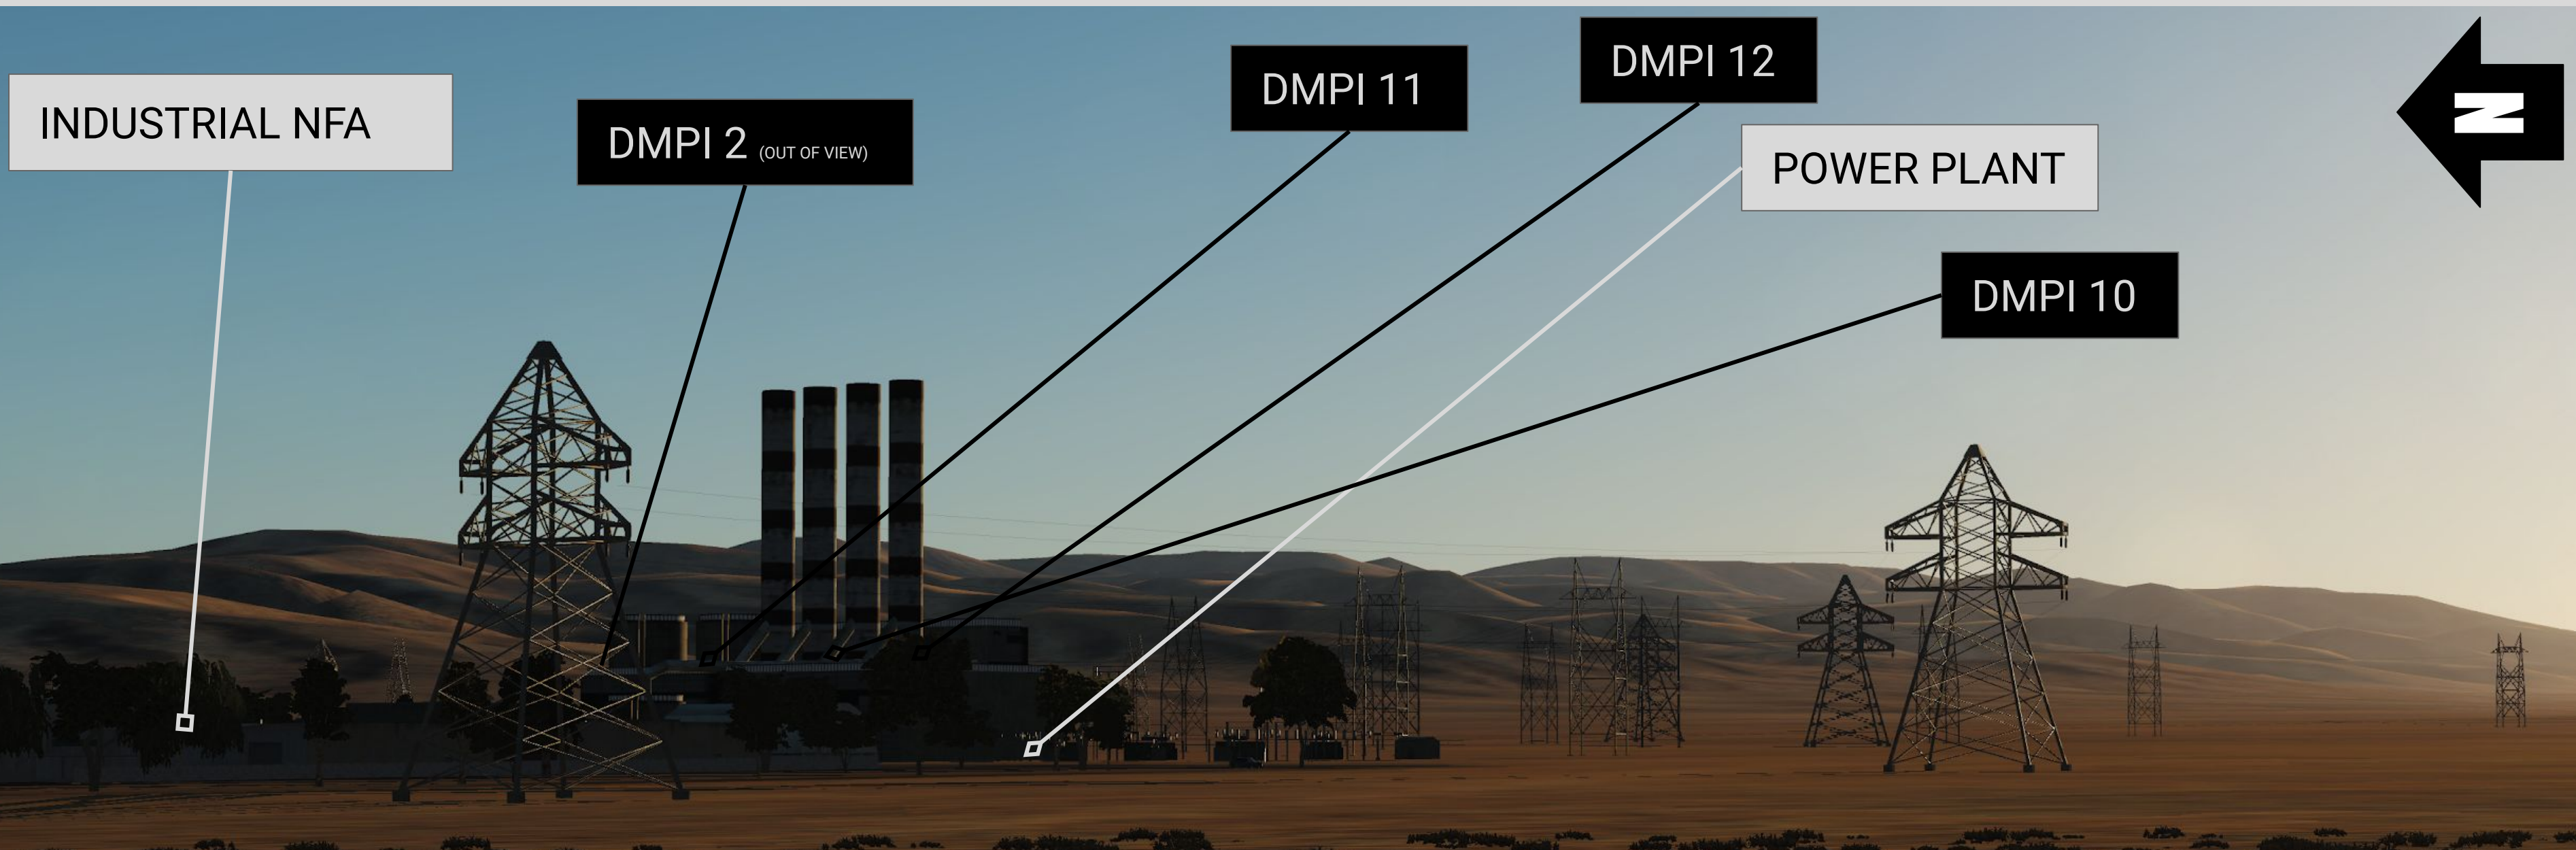 INDUSTRIAL NFA
DMPI 2 (OUT OF VIEW)
DMPI 11
DMPI 12
POWER PLANT
DMPI 10
N